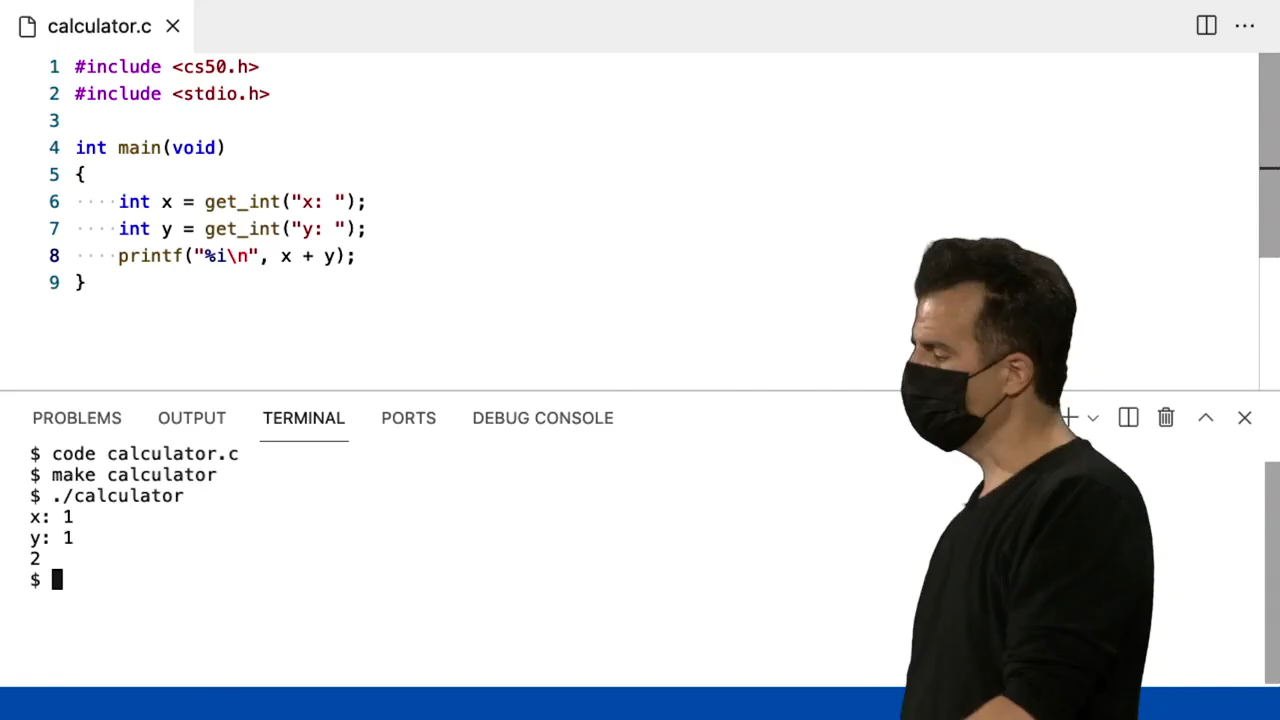 calculator.c
1 #include <cs50.h>
2 #include <stdio.h>
3
4 int main(void)
5 {
6 ····int x = get_int("x: ");
7 ····int y = get_int("y: ");
8 ····printf("%i\n", x + y);
9 }
PROBLEMS OUTPUT TERMINAL PORTS DEBUG CONSOLE
$ code calculator.c
$ make calculator
$ ./calculator
x: 1
y: 1
2
$